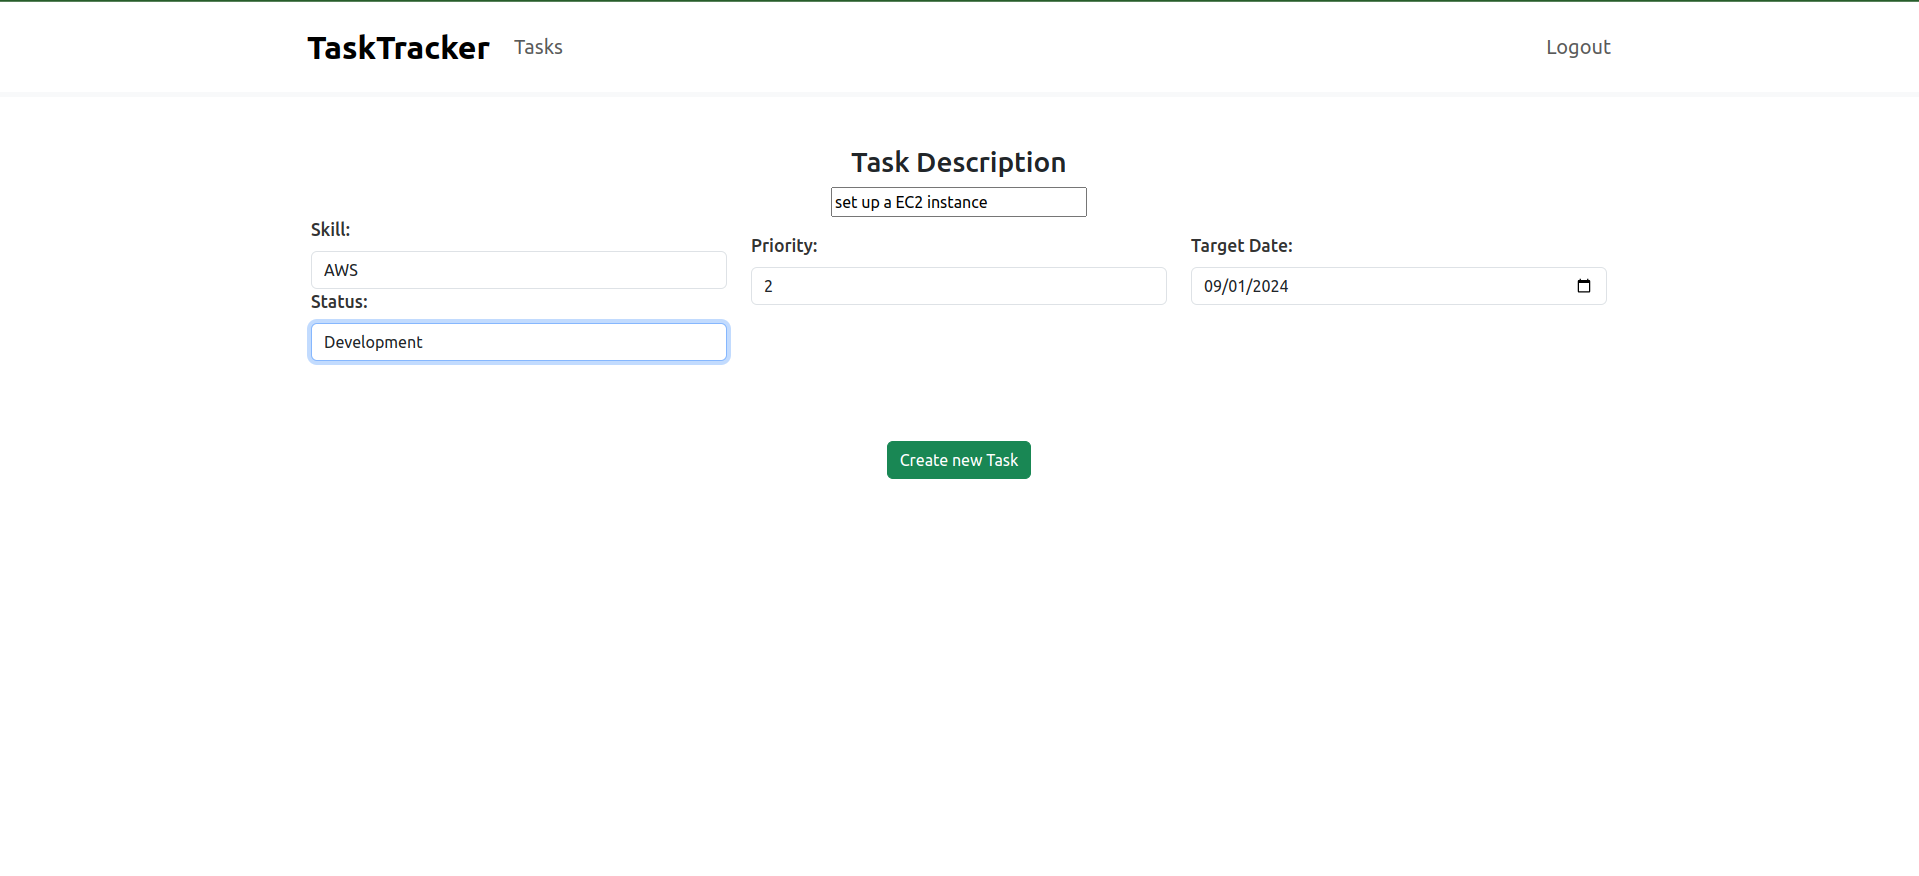 TaskTracker Tasks Logout
Task Description
set up a EC2 instance
Skill:
AWS
Status:
Development
Priority:
2
Target Date:
09/01/2024
Create new Task